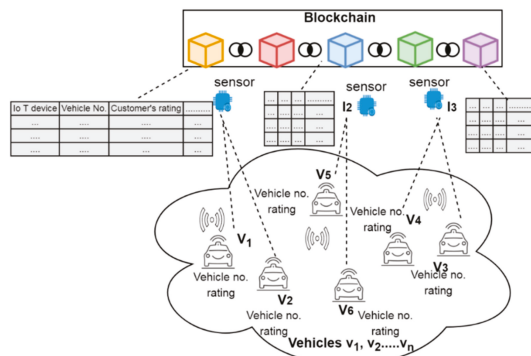 Blockchain
sensor
sensor
sensor
Io T device Vehicle No. Customer's rating .........
.... .... .... ...
.... .... .... ...
.... .... .... ...
I2
I3
V5
Vehicle no.
rating
Vehicle no.
rating
V4
V1
V3
Vehicle no.
rating
V2
V6
Vehicle no.
rating
Vehicle no.
rating
Vehicle no.
rating
Vehicles v1, v2.....vn